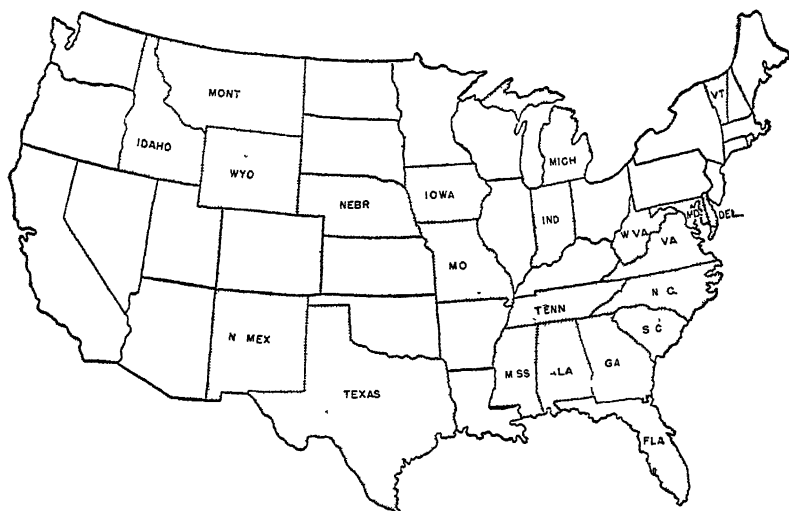 MONT
VT
IDAHO
WYO
MICH
NEBR
IOWA
IND
MD.
DEL.
W VA
VA
MO
N C.
TENN
S C
N MEX
MSS
ALA
GA
TEXAS
FLA